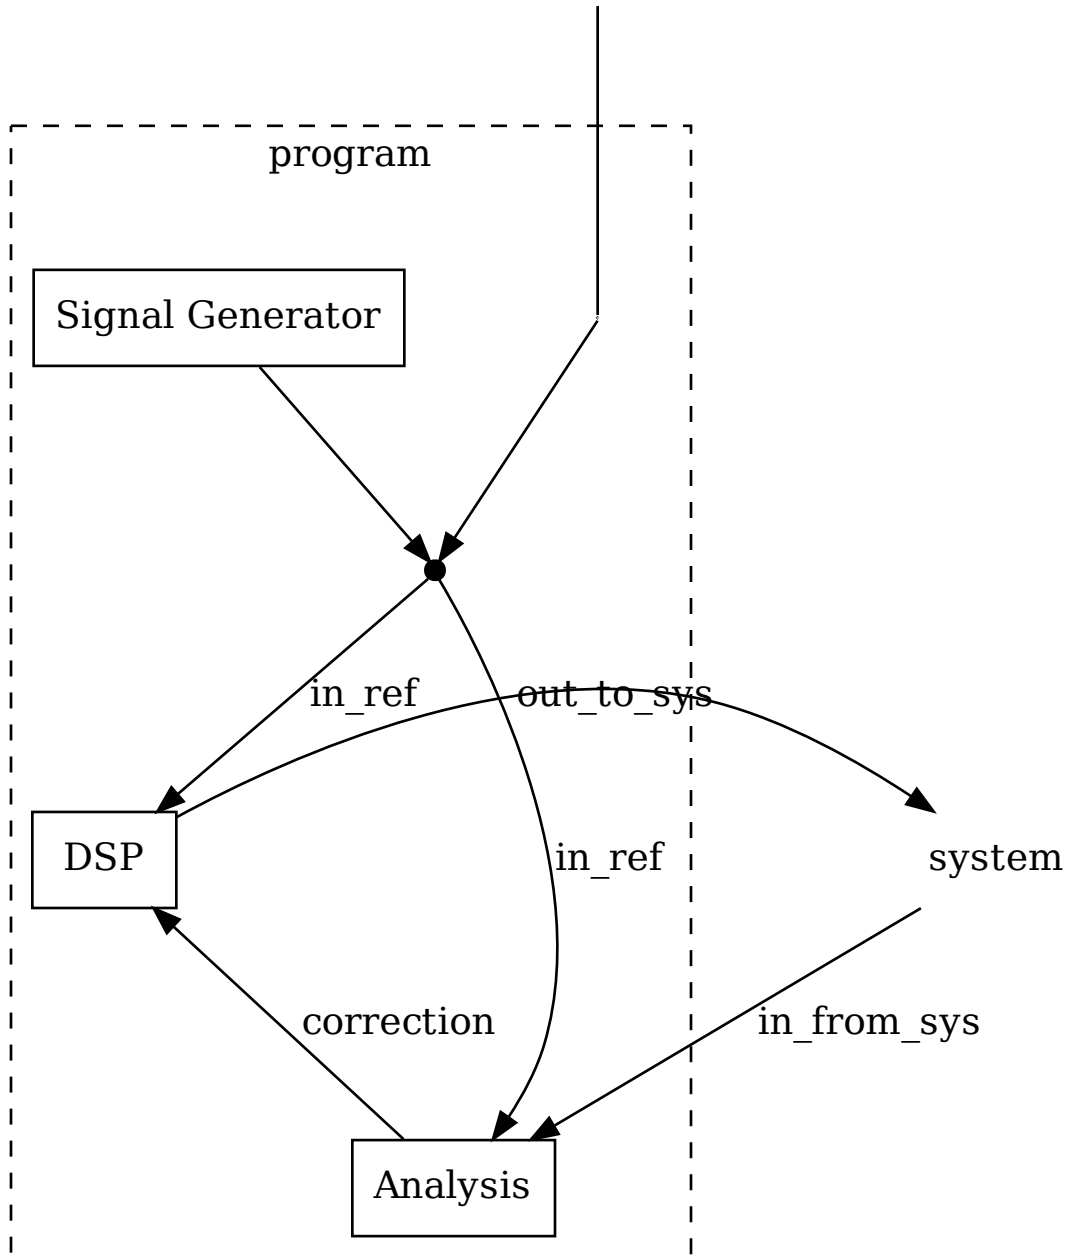 program
Signal Generator
in_ref
out_to_sys
DSP
in_ref
system
correction
in_from_sys
Analysis